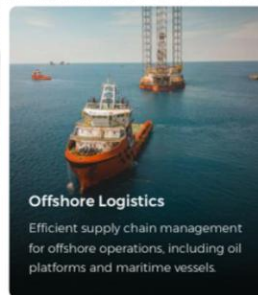 Offshore Logistics
Efficient supply chain management
for offshore operations, including oil
platforms and maritime vessels.